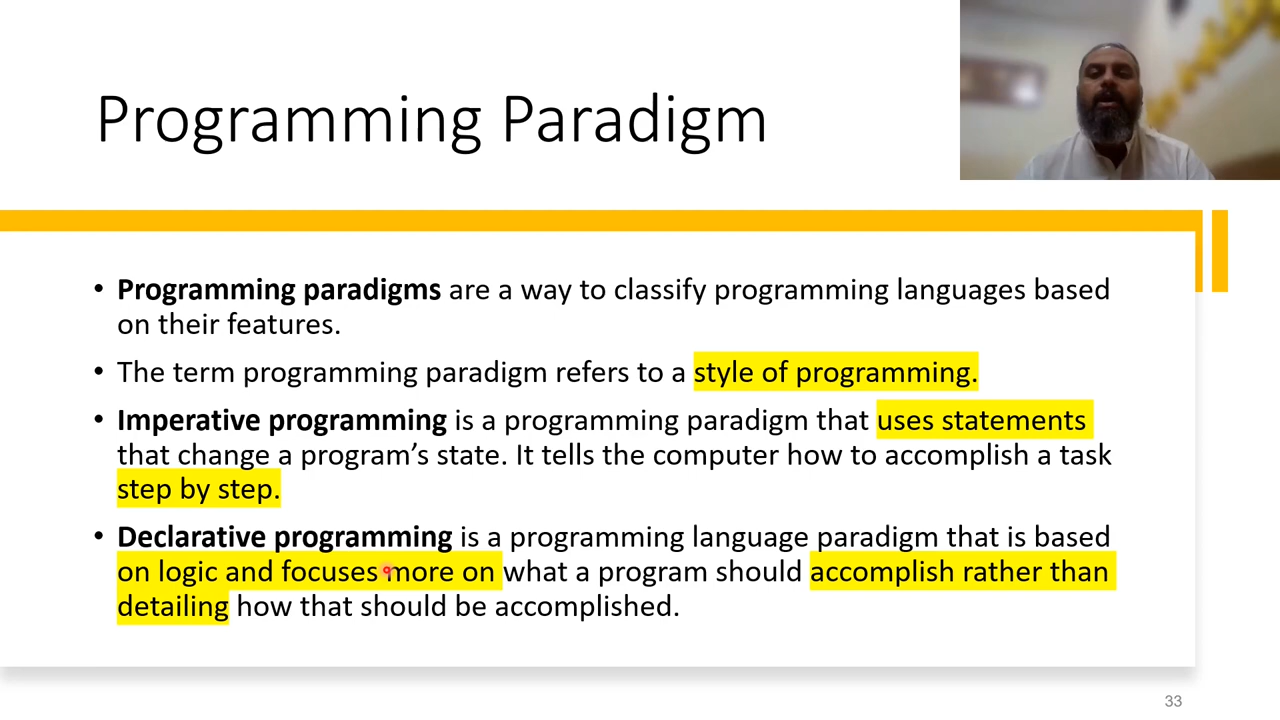 Programming Paradigm
• Programming paradigms are a way to classify programming languages based
on their features.
• The term programming paradigm refers to a style of programming.
• Imperative programming is a programming paradigm that uses statements
that change a program’s state. It tells the computer how to accomplish a task
step by step.
• Declarative programming is a programming language paradigm that is based
on logic and focuses more on what a program should accomplish rather than
detailing how that should be accomplished.
33